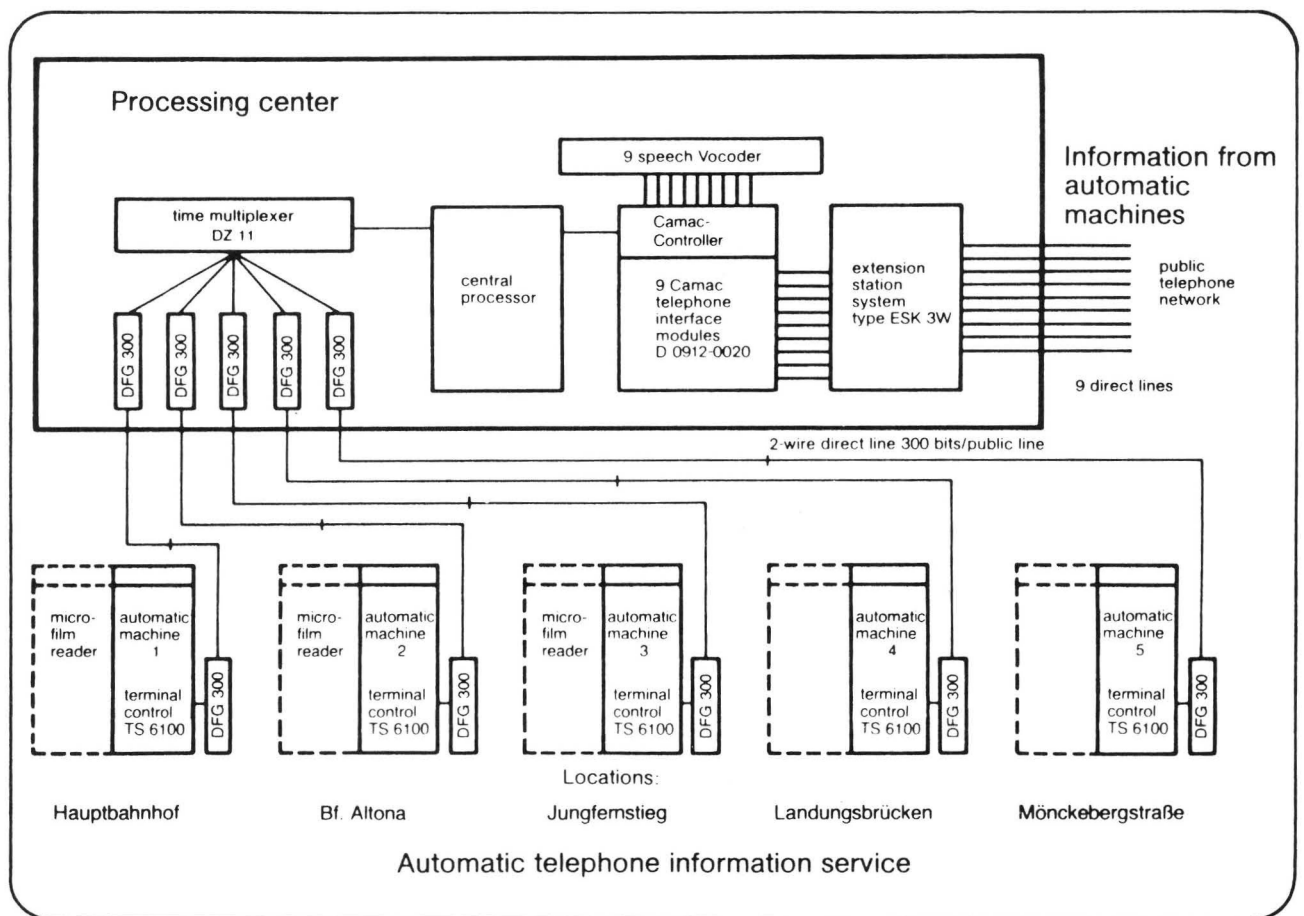 Processing center
9 speech Vocoder
time multiplexer
DZ 11
central
processor
Camac-
Controller
9 Camac
telephone
interface
modules
D 0912-0020
extension
station
system
type ESK 3W
Information from
automatic
machines
public
telephone
network
9 direct lines
DFG 300
DFG 300
DFG 300
DFG 300
DFG 300
2-wire direct line 300 bits/public line
micro-
film
reader
automatic
machine
1
terminal
control
TS 6100
DFG 300
micro-
film
reader
automatic
machine
2
terminal
control
TS 6100
DFG 300
micro-
film
reader
automatic
machine
3
terminal
control
TS 6100
DFG 300
automatic
machine
4
terminal
control
TS 6100
DFG 300
automatic
machine
5
terminal
control
TS 6100
DFG 300
Locations:
Hauptbahnhof
Bf. Altona
Jungfernstieg
Landungsbrücken
Mönckebergstraße
Automatic telephone information service